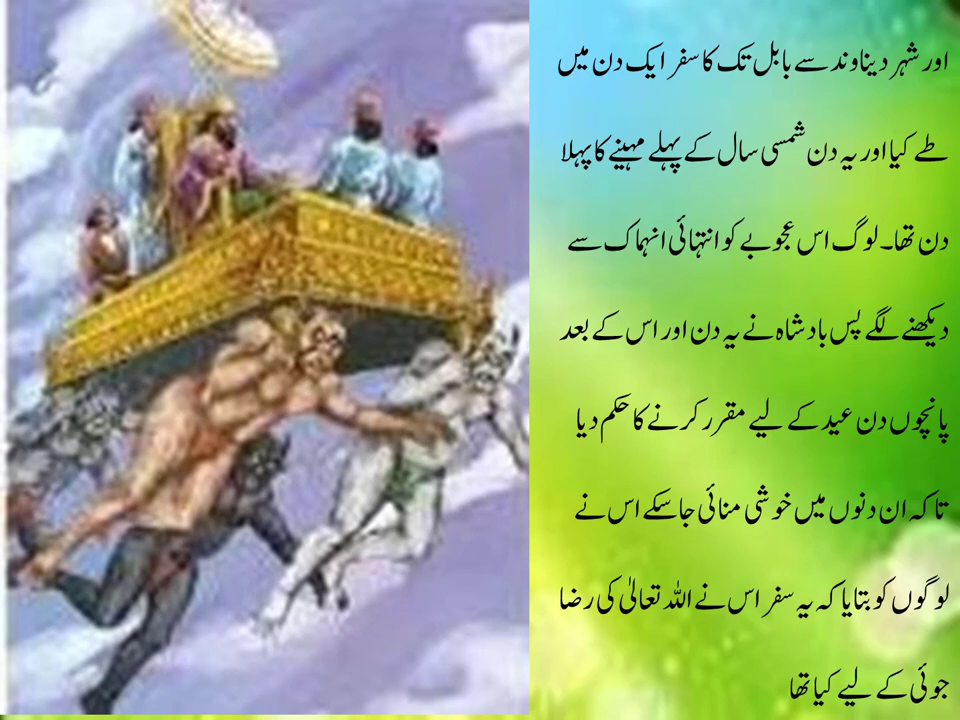 اور شہر دیناوند سے بابل تک کا سفر ایک دن میں
طے کیا اور یہ دن شمسی سال کے پہلے مہینے کا پہلا
دن تھا۔ لوگ اس عجوبے کو انتہائی انہماک سے
دیکھنے لگے پس بادشاہ نے یہ دن اور اس کے بعد
پانچوں دن عید کے لیے مقرر کرنے کا حکم دیا
تاکہ ان دنوں میں خوشی منائی جاسکے اس نے
لوگوں کو بتایا کہ یہ سفر اس نے اللہ تعالیٰ کی رضا
جوئی کے لیے کیا تھا